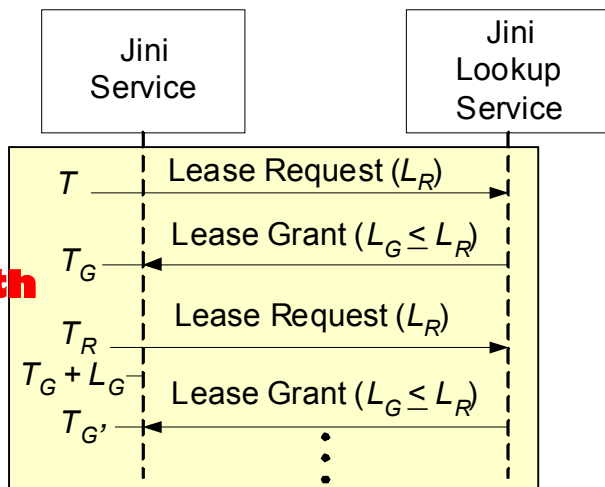 Jini
Service
Jini
Lookup
Service
T
Lease Request (L_R)
Lease Grant (L_G ≤ L_R)
T_G
th
Lease Request (L_R)
T_R
T_G + L_G
Lease Grant (L_G ≤ L_R)
T_G'